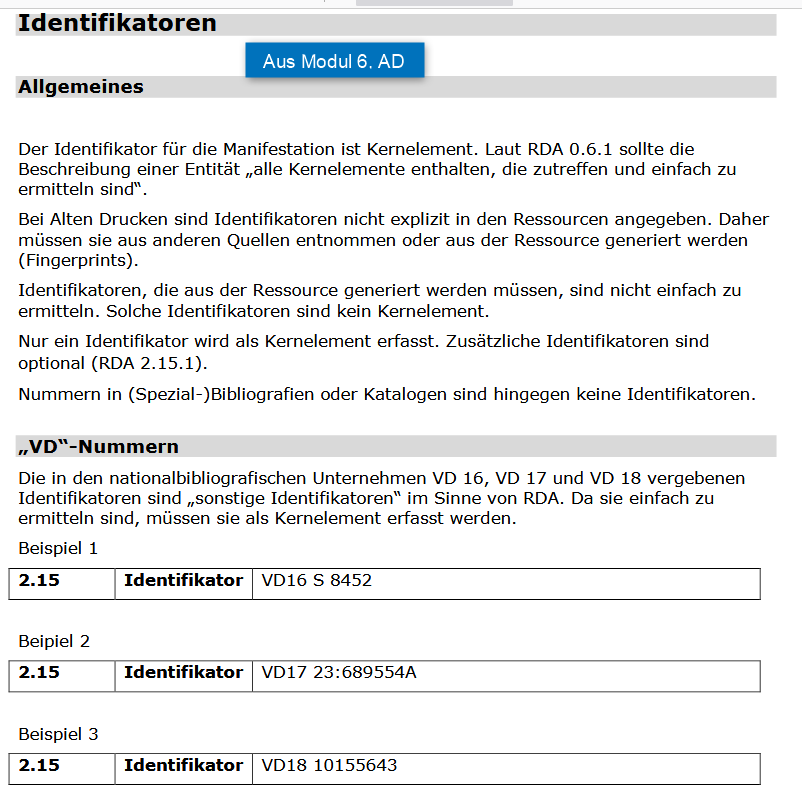 Identifikatoren
Aus Modul 6. AD
Allgemeines
Der Identifikator für die Manifestation ist Kernelement. Laut RDA 0.6.1 sollte die
Beschreibung einer Entität „alle Kernelemente enthalten, die zutreffen und einfach zu
ermitteln sind“.
Bei Alten Drucken sind Identifikatoren nicht explizit in den Ressourcen angegeben. Daher
müssen sie aus anderen Quellen entnommen oder aus der Ressource generiert werden
(Fingerprints).
Identifikatoren, die aus der Ressource generiert werden müssen, sind nicht einfach zu
ermitteln. Solche Identifikatoren sind kein Kernelement.
Nur ein Identifikator wird als Kernelement erfasst. Zusätzliche Identifikatoren sind
optional (RDA 2.15.1).
Nummern in (Spezial-)Bibliografien oder Katalogen sind hingegen keine Identifikatoren.
„VD“-Nummern
Die in den nationalbibliografischen Unternehmen VD 16, VD 17 und VD 18 vergebenen
Identifikatoren sind „sonstige Identifikatoren“ im Sinne von RDA. Da sie einfach zu
ermitteln sind, müssen sie als Kernelement erfasst werden.
Beispiel 1
2.15 Identifikator VD16 S 8452
Beipiel 2
2.15 Identifikator VD17 23:689554A
Beispiel 3
2.15 Identifikator VD18 10155643